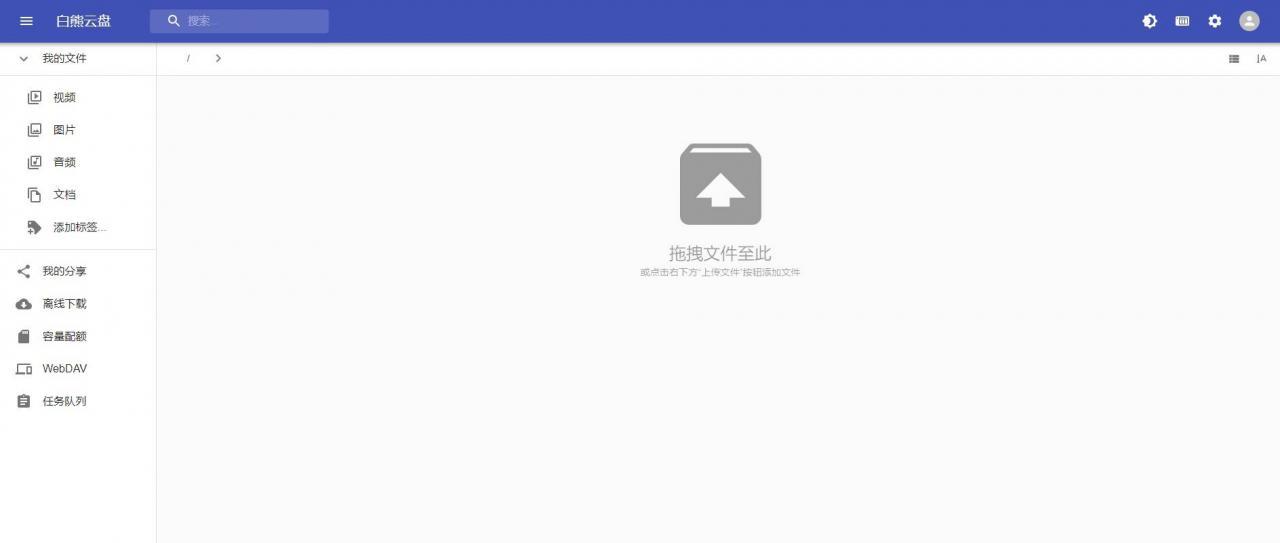 白熊云盘
搜索...
我的文件
/
视频
图片
音频
文档
添加标签...
我的分享
离线下载
容量配额
WebDAV
任务队列
拖拽文件至此
或点击右下方“上传文件”按钮添加文件